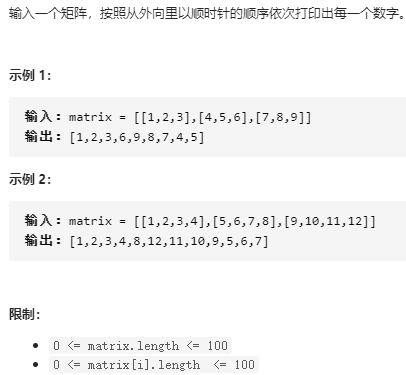 输入一个矩阵，按照从外向里以顺时针的顺序依次打印出每一个数字。
示例 1：
输入：matrix = [[1,2,3],[4,5,6],[7,8,9]]
输出：[1,2,3,6,9,8,7,4,5]
示例 2：
输入：matrix = [[1,2,3,4],[5,6,7,8],[9,10,11,12]]
输出：[1,2,3,4,8,12,11,10,9,5,6,7]
限制：
0 <= matrix.length <= 100
0 <= matrix[i].length <= 100